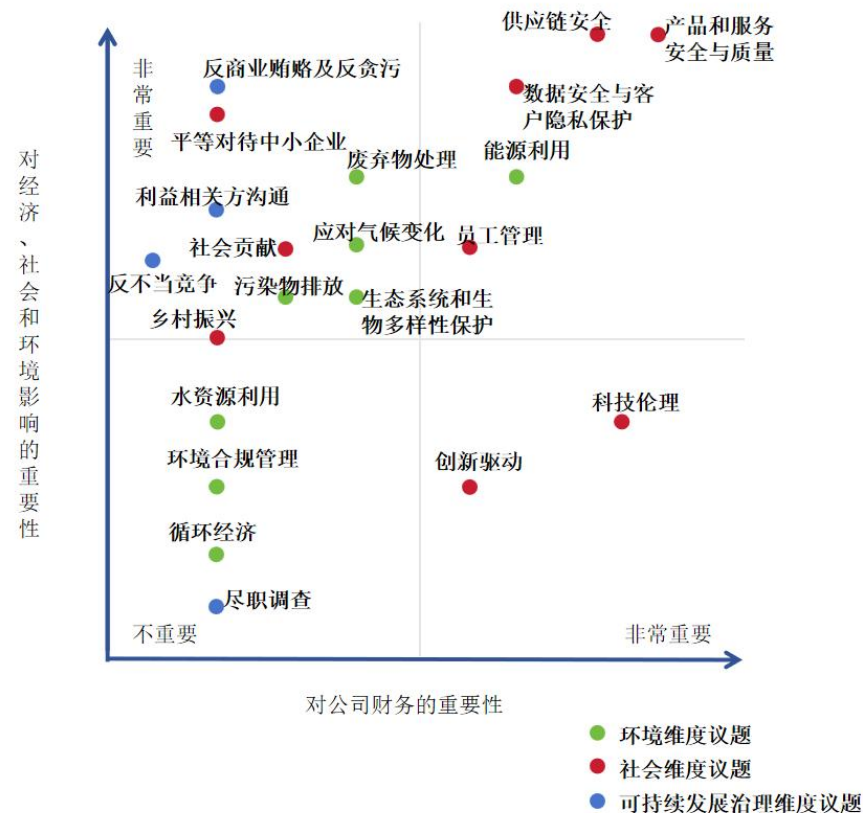 供应链安全
产品和服务
安全与质量
非常重要
反商业贿赂及反贪污
数据安全与客
户隐私保护
平等对待中小企业
废弃物处理
能源利用
对经济、社会和环境影响的重要性
利益相关方沟通
社会贡献
应对气候变化
员工管理
反不当竞争
污染物排放
生态系统和生
物多样性保护
乡村振兴
水资源利用
科技伦理
环境合规管理
创新驱动
循环经济
尽职调查
不重要
非常重要
对公司财务的重要性
环境维度议题
社会维度议题
可持续发展治理维度议题